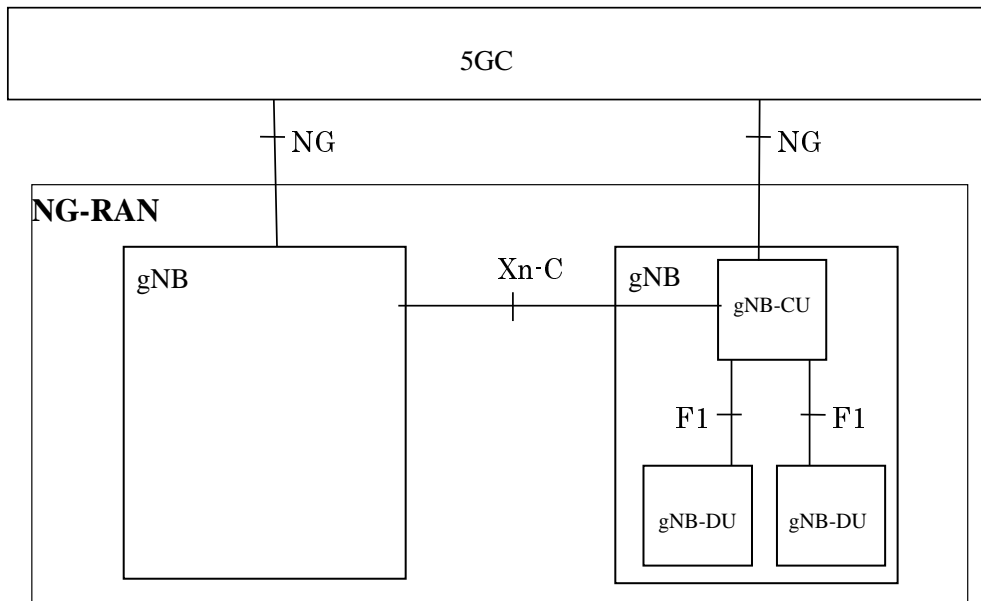 5GC
NG
NG
NG-RAN
gNB
Xn-C
gNB
gNB-CU
F1
F1
gNB-DU
gNB-DU